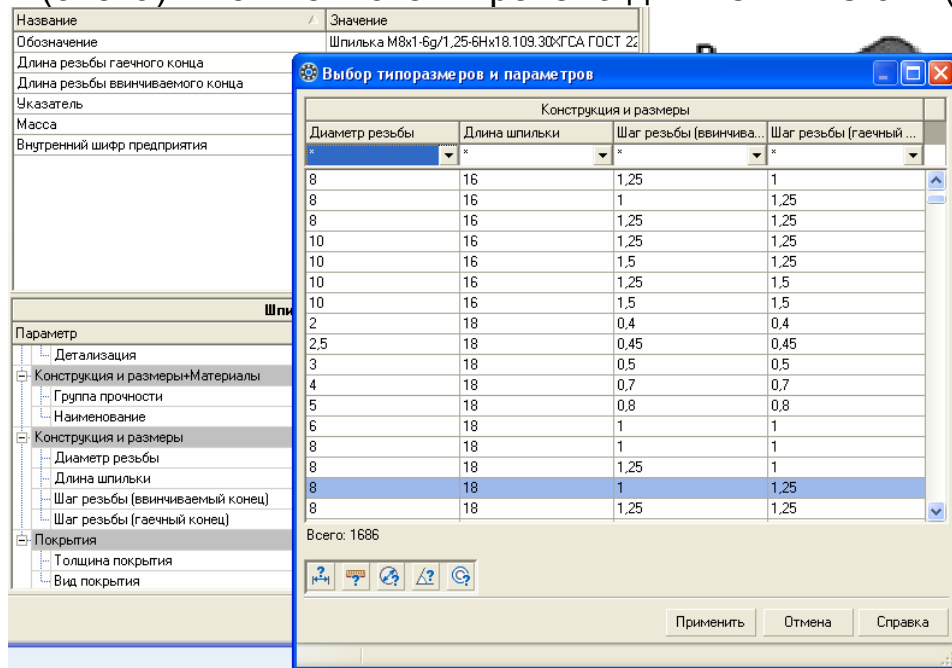 Название Значение
Обозначение Шпилька M8x1-6g/1,25-6Hx18.109.30ХГСА ГОСТ 22
Длина резьбы гаечного конца
Длина резьбы ввинчиваемого конца
Указатель
Масса
Внутренний шифр предприятия
Шпи
Параметр
Детализация
Конструкция и размеры+Материалы
Группа прочности
Наименование
Конструкция и размеры
Диаметр резьбы
Длина шпильки
Шаг резьбы (ввинчиваемый конец)
Шаг резьбы (гаечный конец)
Покрытия
Толщина покрытия
Вид покрытия
Выбор типоразмеров и параметров
Конструкция и размеры
Диаметр резьбы Длина шпильки Шаг резьбы (ввинчива... Шаг резьбы (гаечный ...
* * * *
8 16 1,25 1
8 16 1 1,25
8 16 1,25 1,25
10 16 1,25 1,25
10 16 1,5 1,25
10 16 1,25 1,5
10 16 1,5 1,5
2 18 0,4 0,4
2,5 18 0,45 0,45
3 18 0,5 0,5
4 18 0,7 0,7
5 18 0,8 0,8
6 18 1 1
8 18 1 1
8 18 1,25 1
8 18 1 1,25
8 18 1,25 1,25
Всего: 1686
Применить Отмена Справка